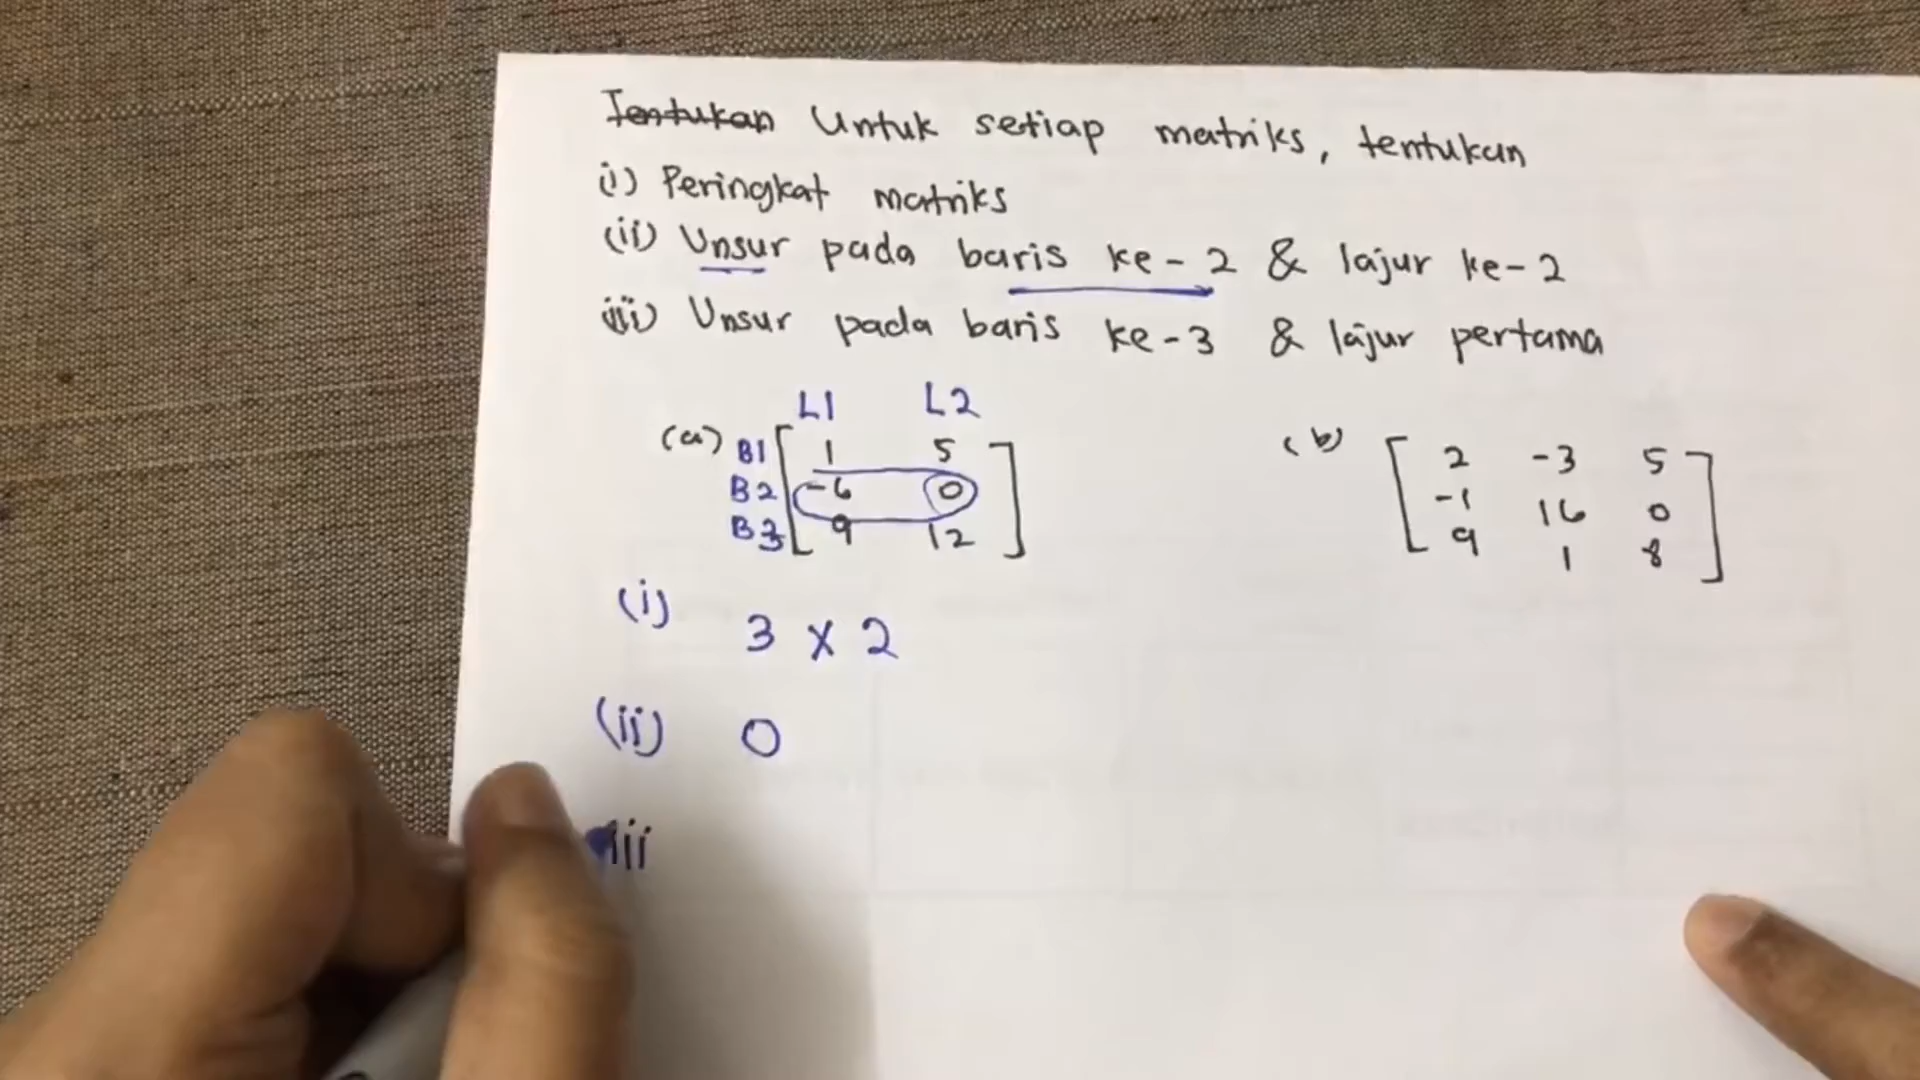 Tentukan Untuk setiap matriks, tentukan
(i) Peringkat matriks
(ii) Unsur pada baris ke-2 & lajur ke-2
(iii) Unsur pada baris ke-3 & lajur pertama
L1 L2
(a) B1 [ 1 5 ]
B2 -6 0
B3 9 12
(b) [ 2 -3 5 ]
-1 16 0
9 1 8
(i) 3 x 2
(ii) 0
(iii